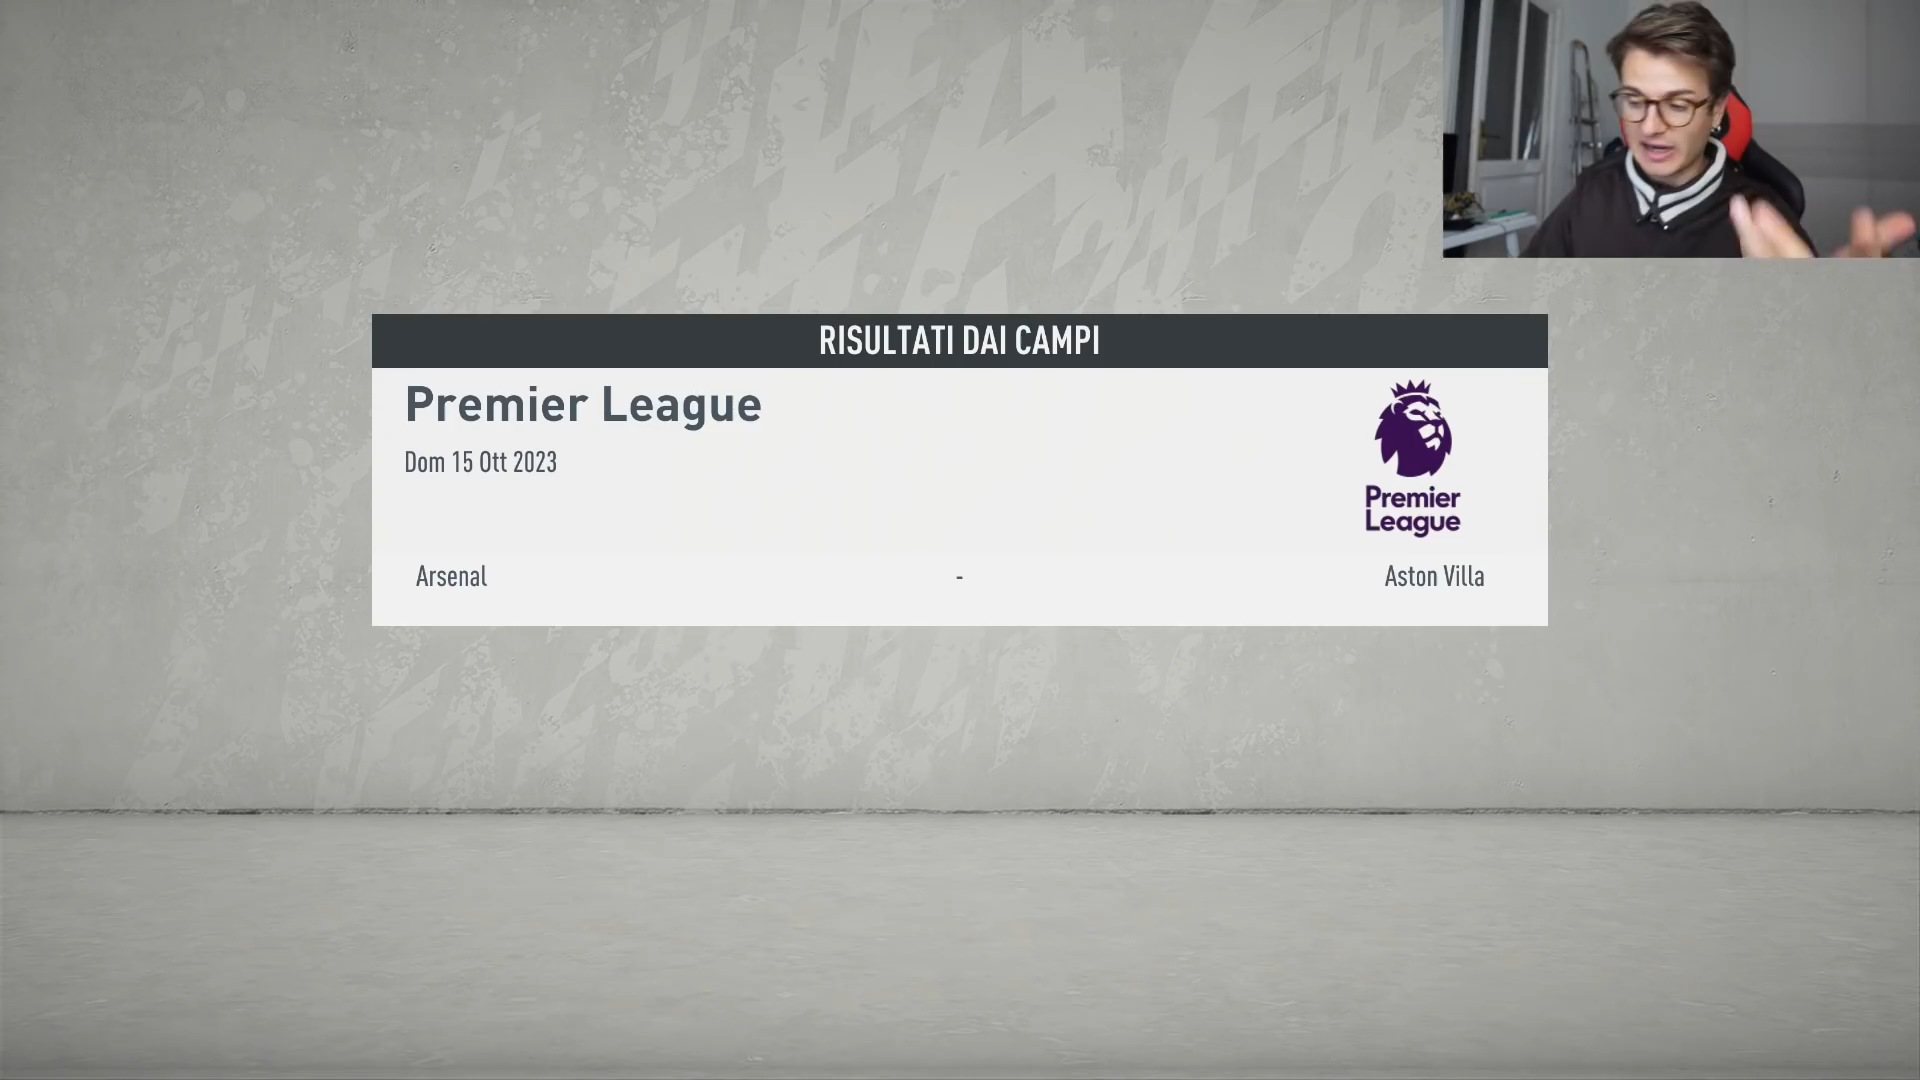 RISULTATI DAI CAMPI
Premier League
Dom 15 Ott 2023
Premier
League
Arsenal - Aston Villa